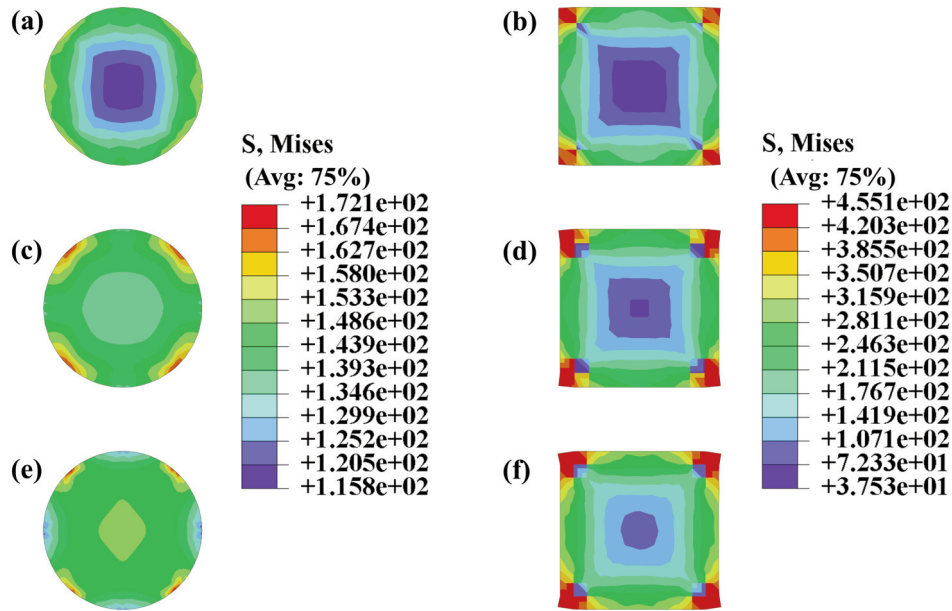 (a)
(b)
S, Mises
(Avg: 75%)
+1.721e+02
+1.674e+02
+1.627e+02
+1.580e+02
+1.533e+02
+1.486e+02
+1.439e+02
+1.393e+02
+1.346e+02
+1.299e+02
+1.252e+02
+1.205e+02
+1.158e+02
S, Mises
(Avg: 75%)
+4.551e+02
+4.203e+02
+3.855e+02
+3.507e+02
+3.159e+02
+2.811e+02
+2.463e+02
+2.115e+02
+1.767e+02
+1.419e+02
+1.071e+02
+7.233e+01
+3.753e+01
(c)
(d)
(e)
(f)